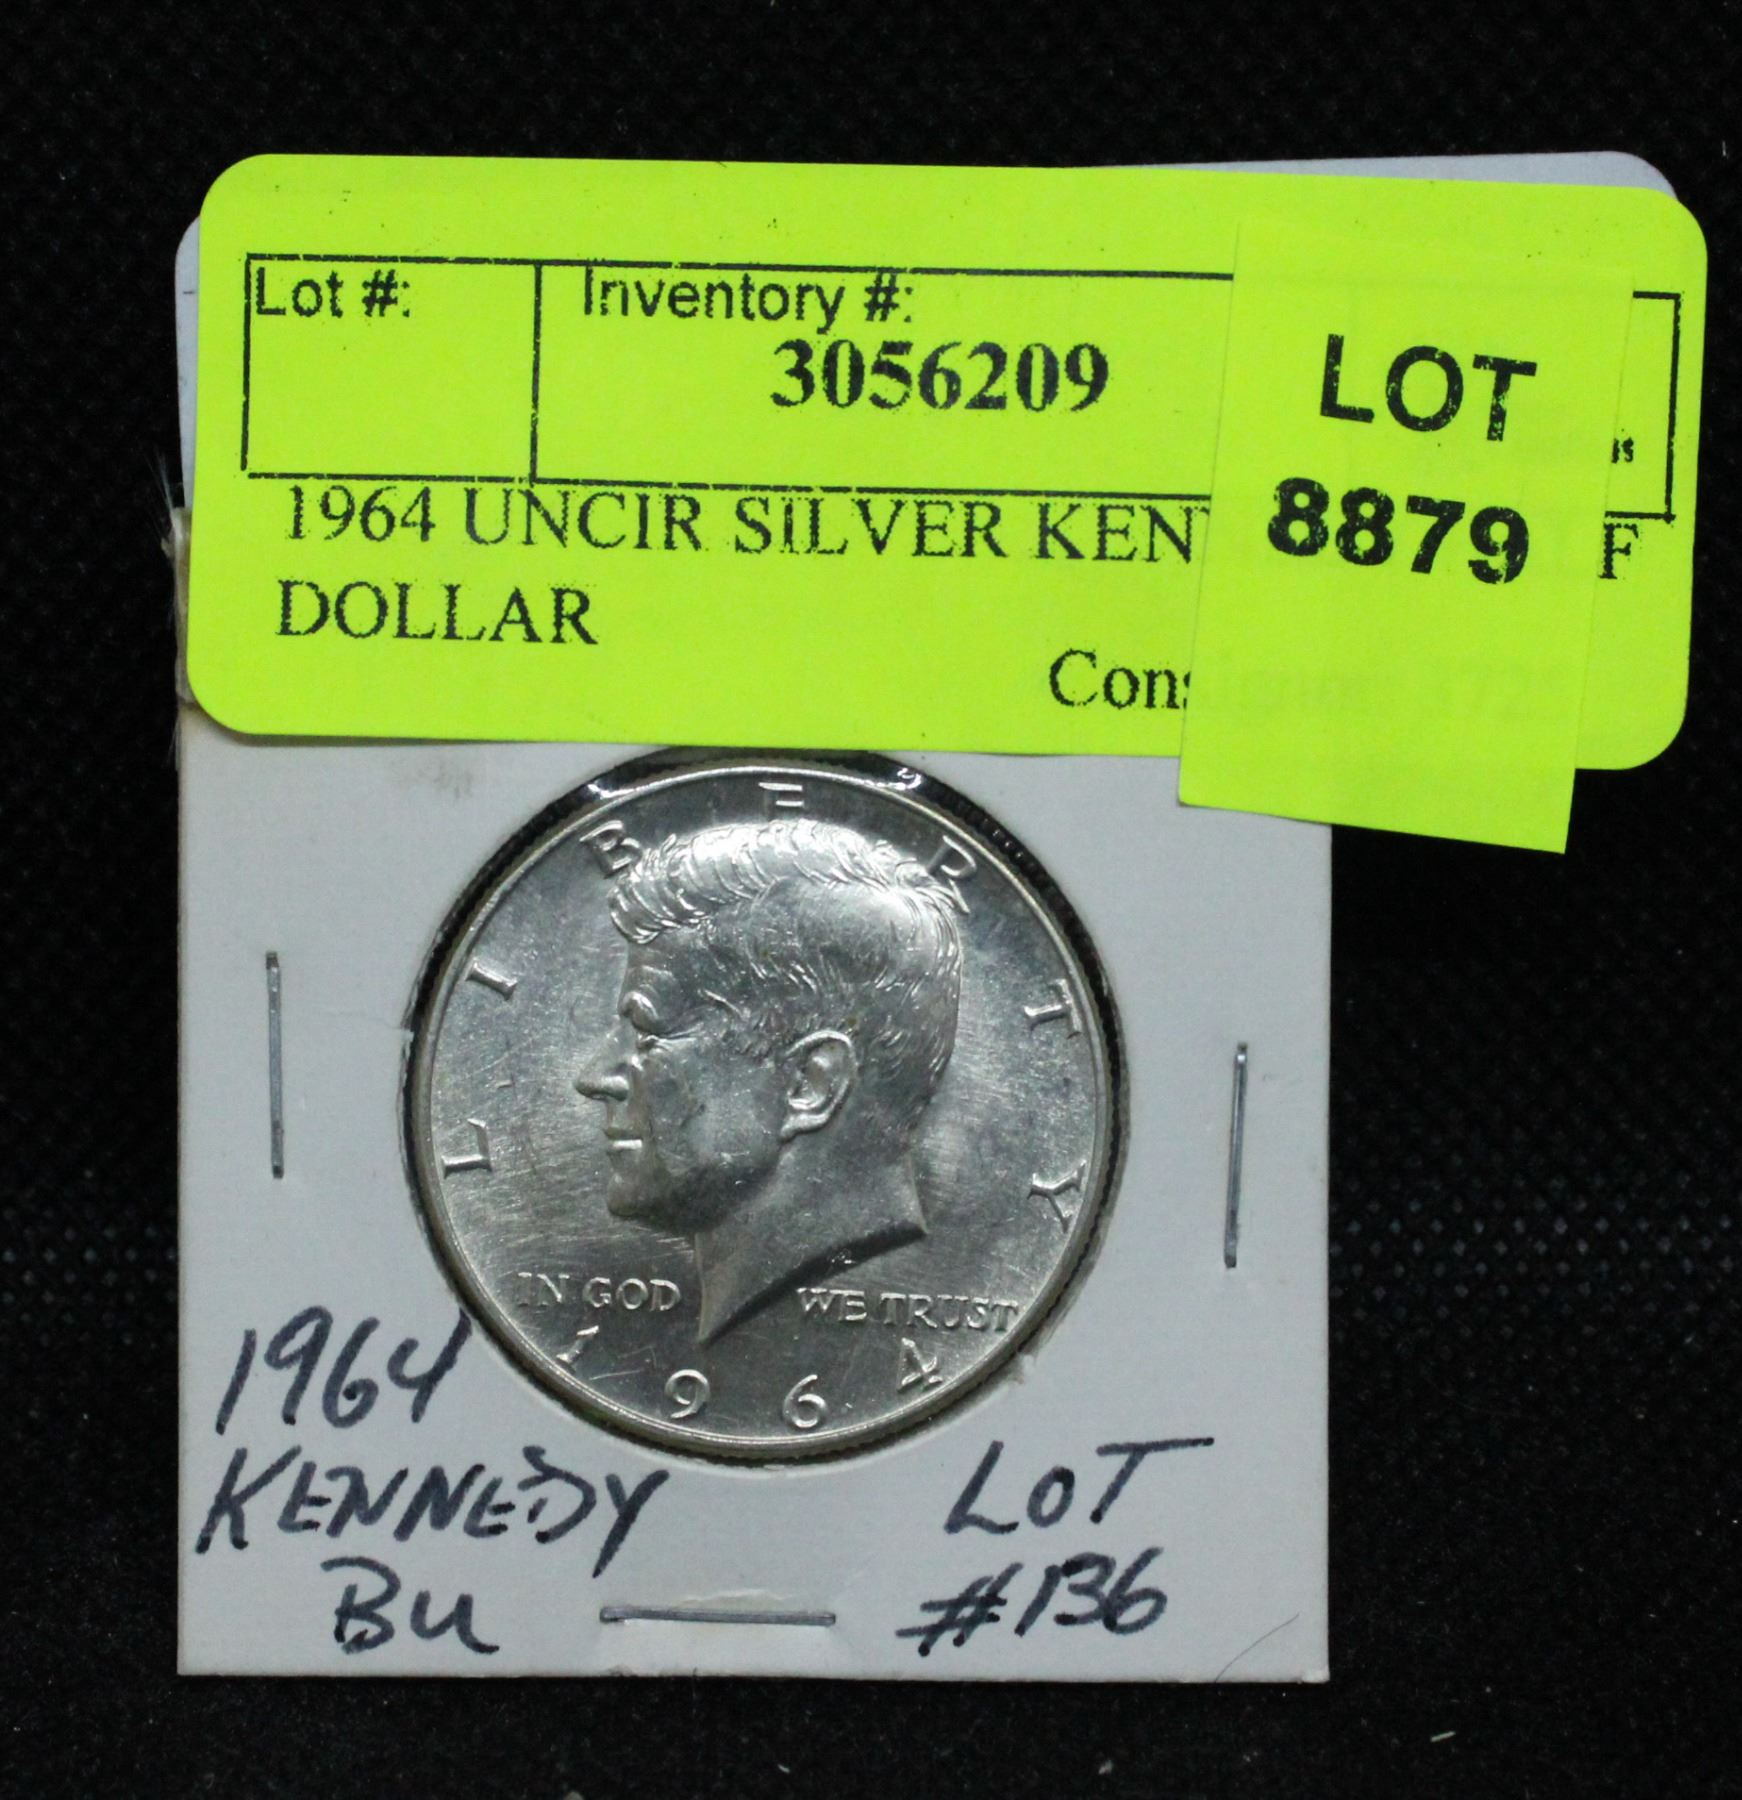 Lot #:
Inventory #:
3056209
LOT
8879
1964 UNCIR SILVER KEN F
DOLLAR
LIBERTY
IN GOD WE TRUST
1964
1964
KENNEDY
BU
LOT
#136